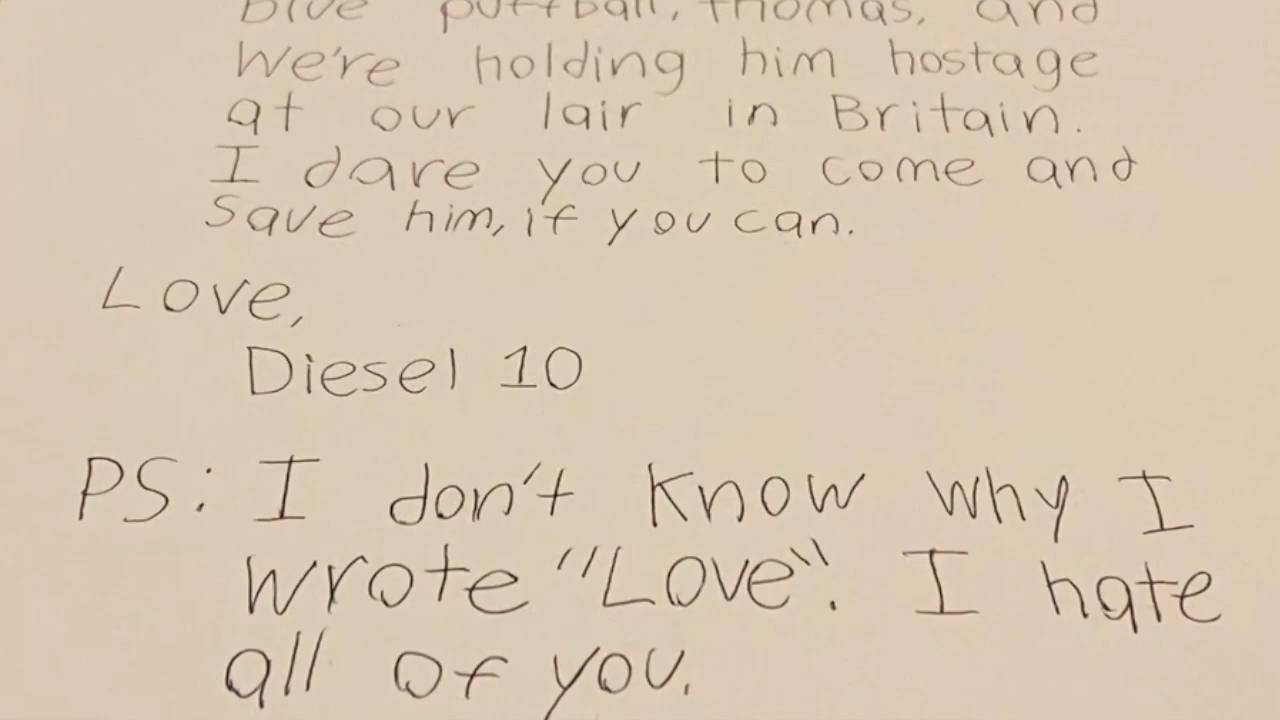 blue puffball, Thomas, and
We're holding him hostage
at our lair in Britain.
I dare you to come and
save him, if you can.
Love,
Diesel 10
PS: I don't know why I
wrote "Love". I hate
all of you.